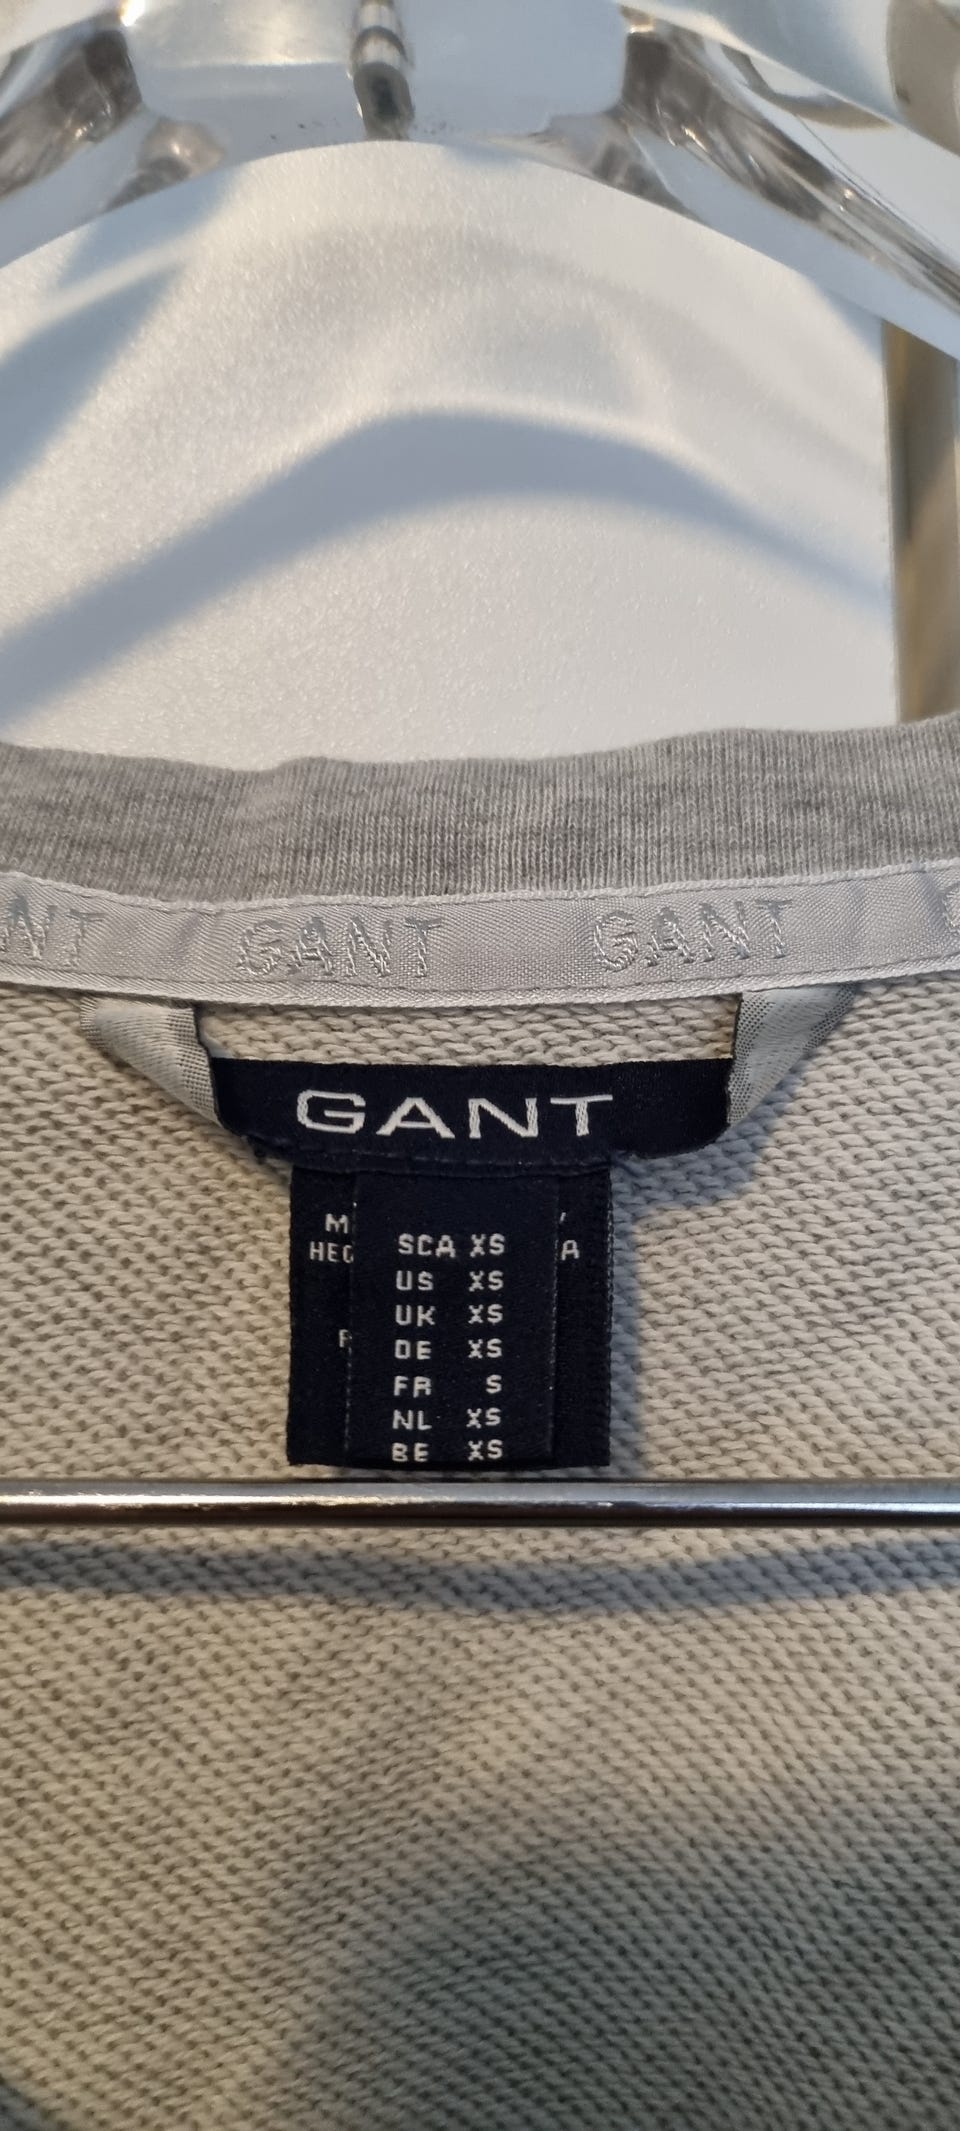 GANT GANT
GANT
SCA XS
US XS
UK XS
DE XS
FR S
NL XS
BE XS